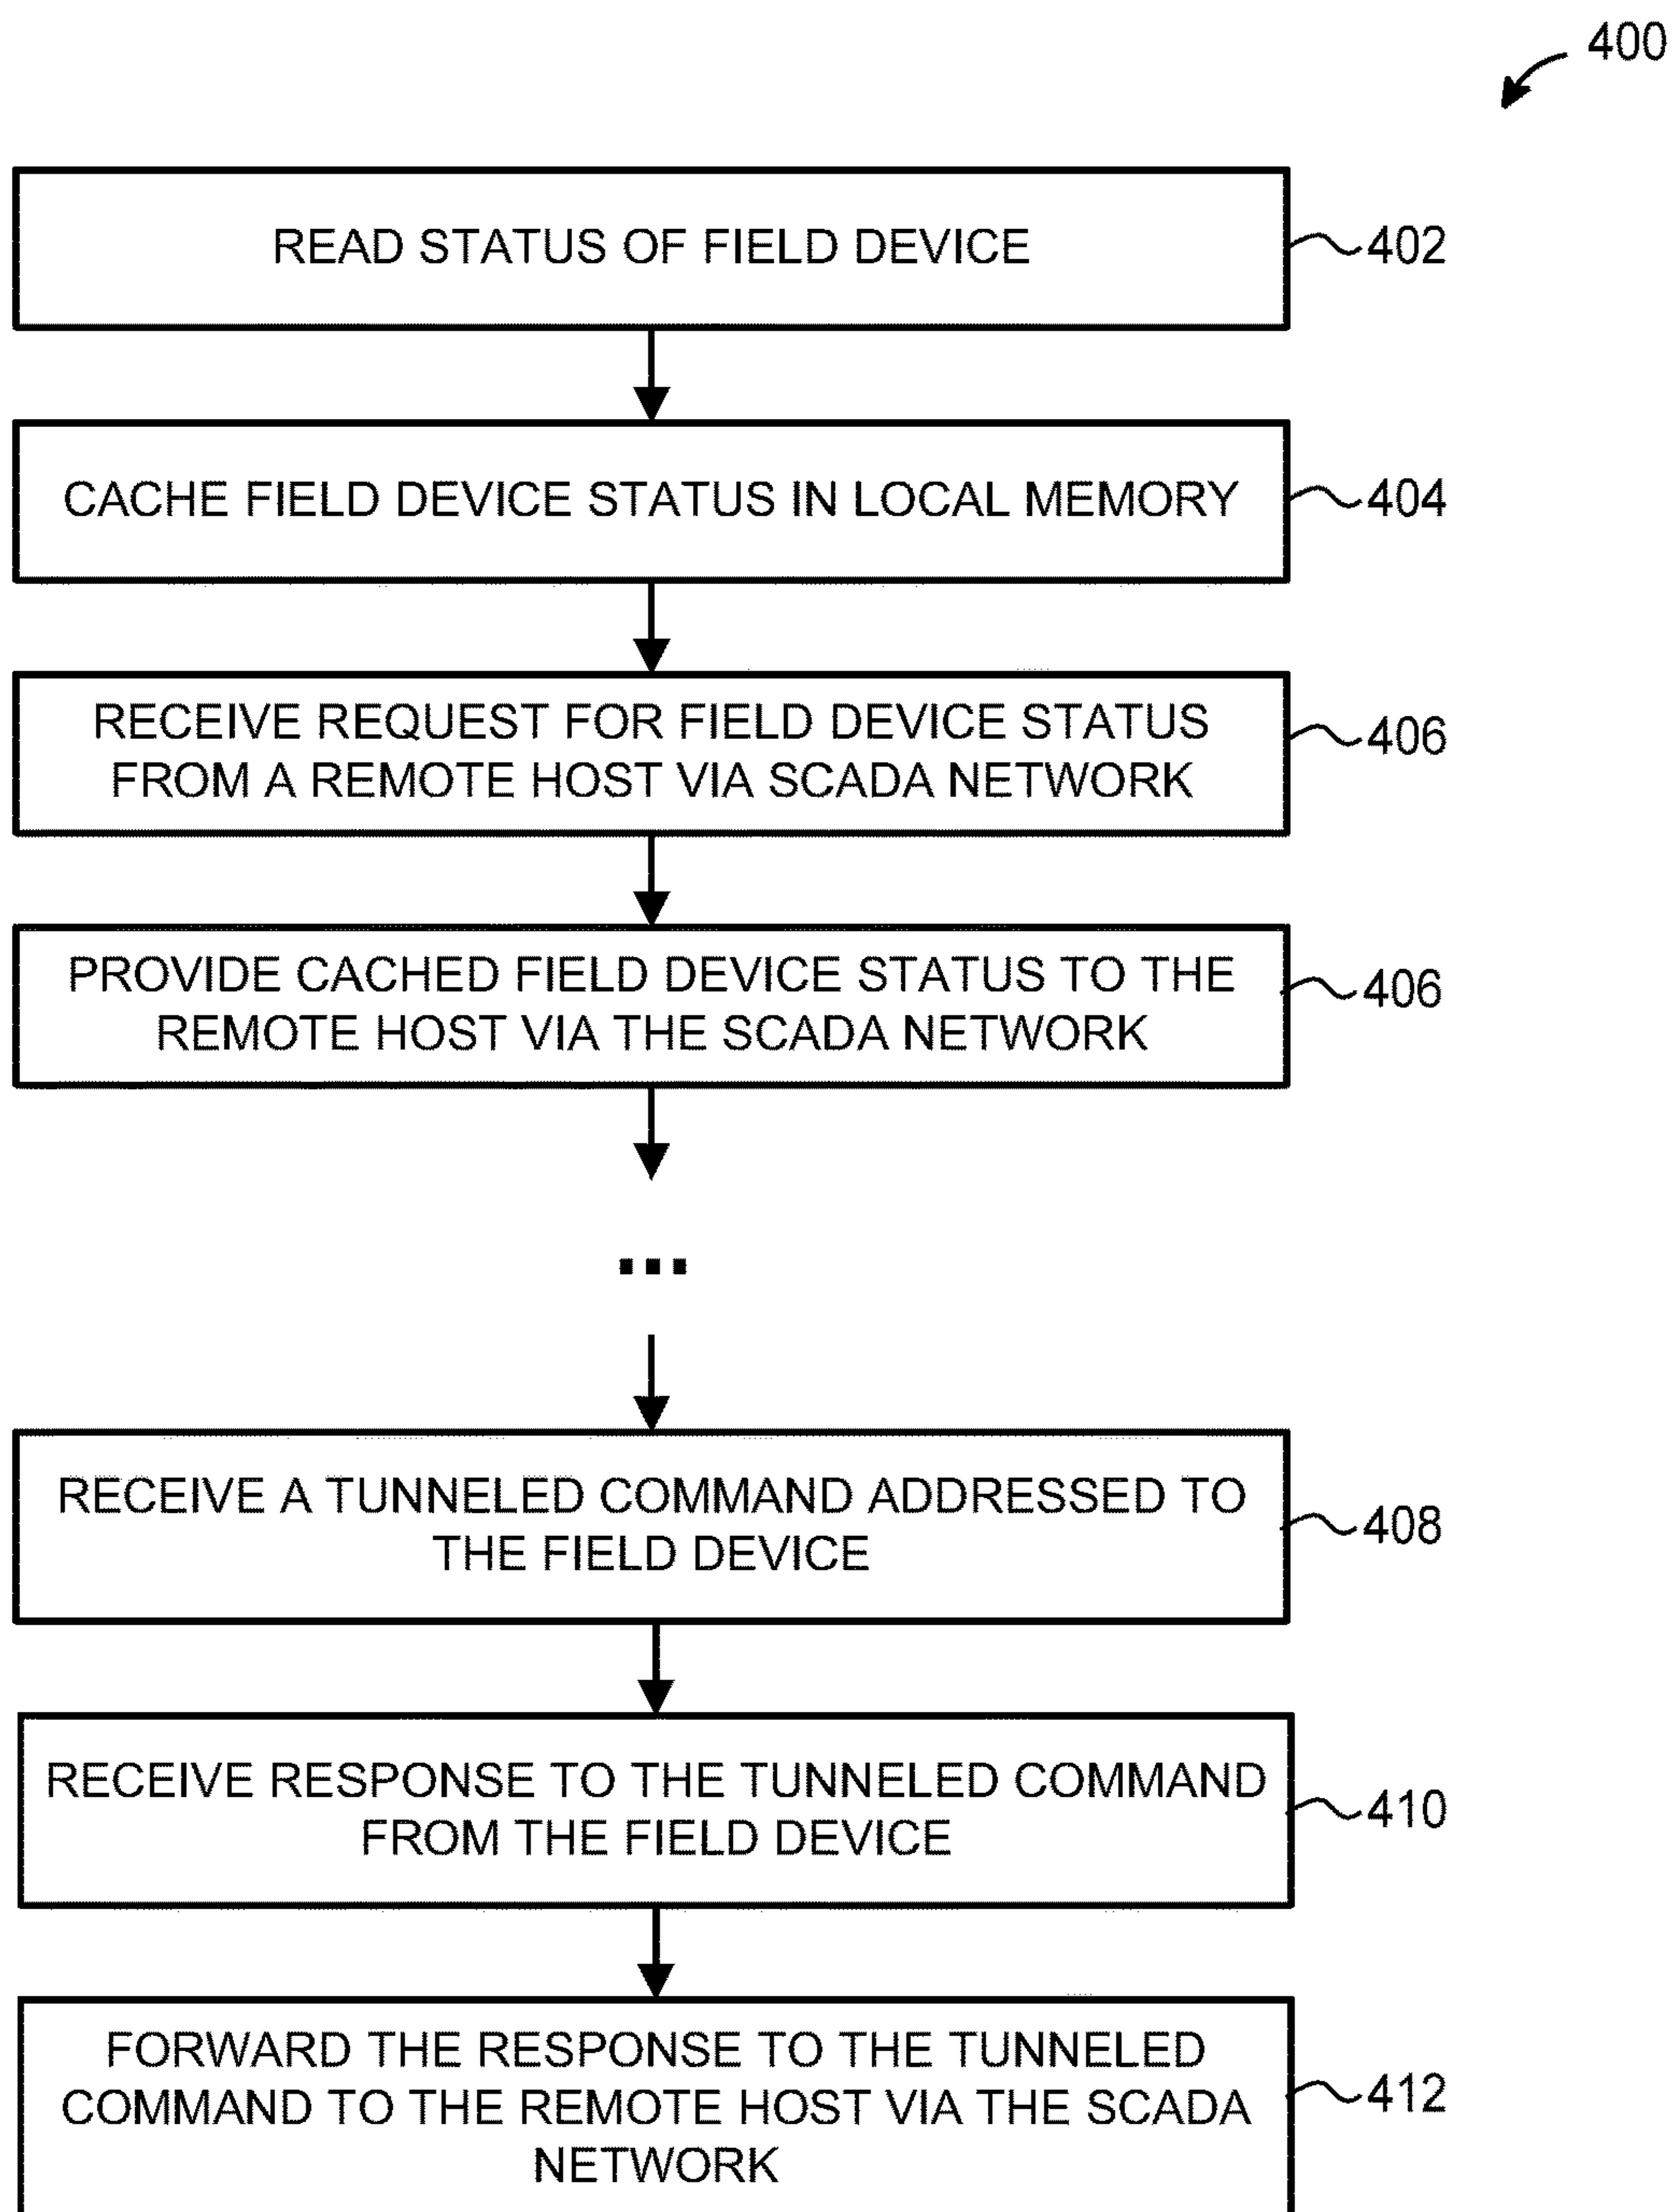 400
READ STATUS OF FIELD DEVICE
402
CACHE FIELD DEVICE STATUS IN LOCAL MEMORY
404
RECEIVE REQUEST FOR FIELD DEVICE STATUS
FROM A REMOTE HOST VIA SCADA NETWORK
406
PROVIDE CACHED FIELD DEVICE STATUS TO THE
REMOTE HOST VIA THE SCADA NETWORK
406
...
RECEIVE A TUNNELED COMMAND ADDRESSED TO
THE FIELD DEVICE
408
RECEIVE RESPONSE TO THE TUNNELED COMMAND
FROM THE FIELD DEVICE
410
FORWARD THE RESPONSE TO THE TUNNELED
COMMAND TO THE REMOTE HOST VIA THE SCADA
NETWORK
412